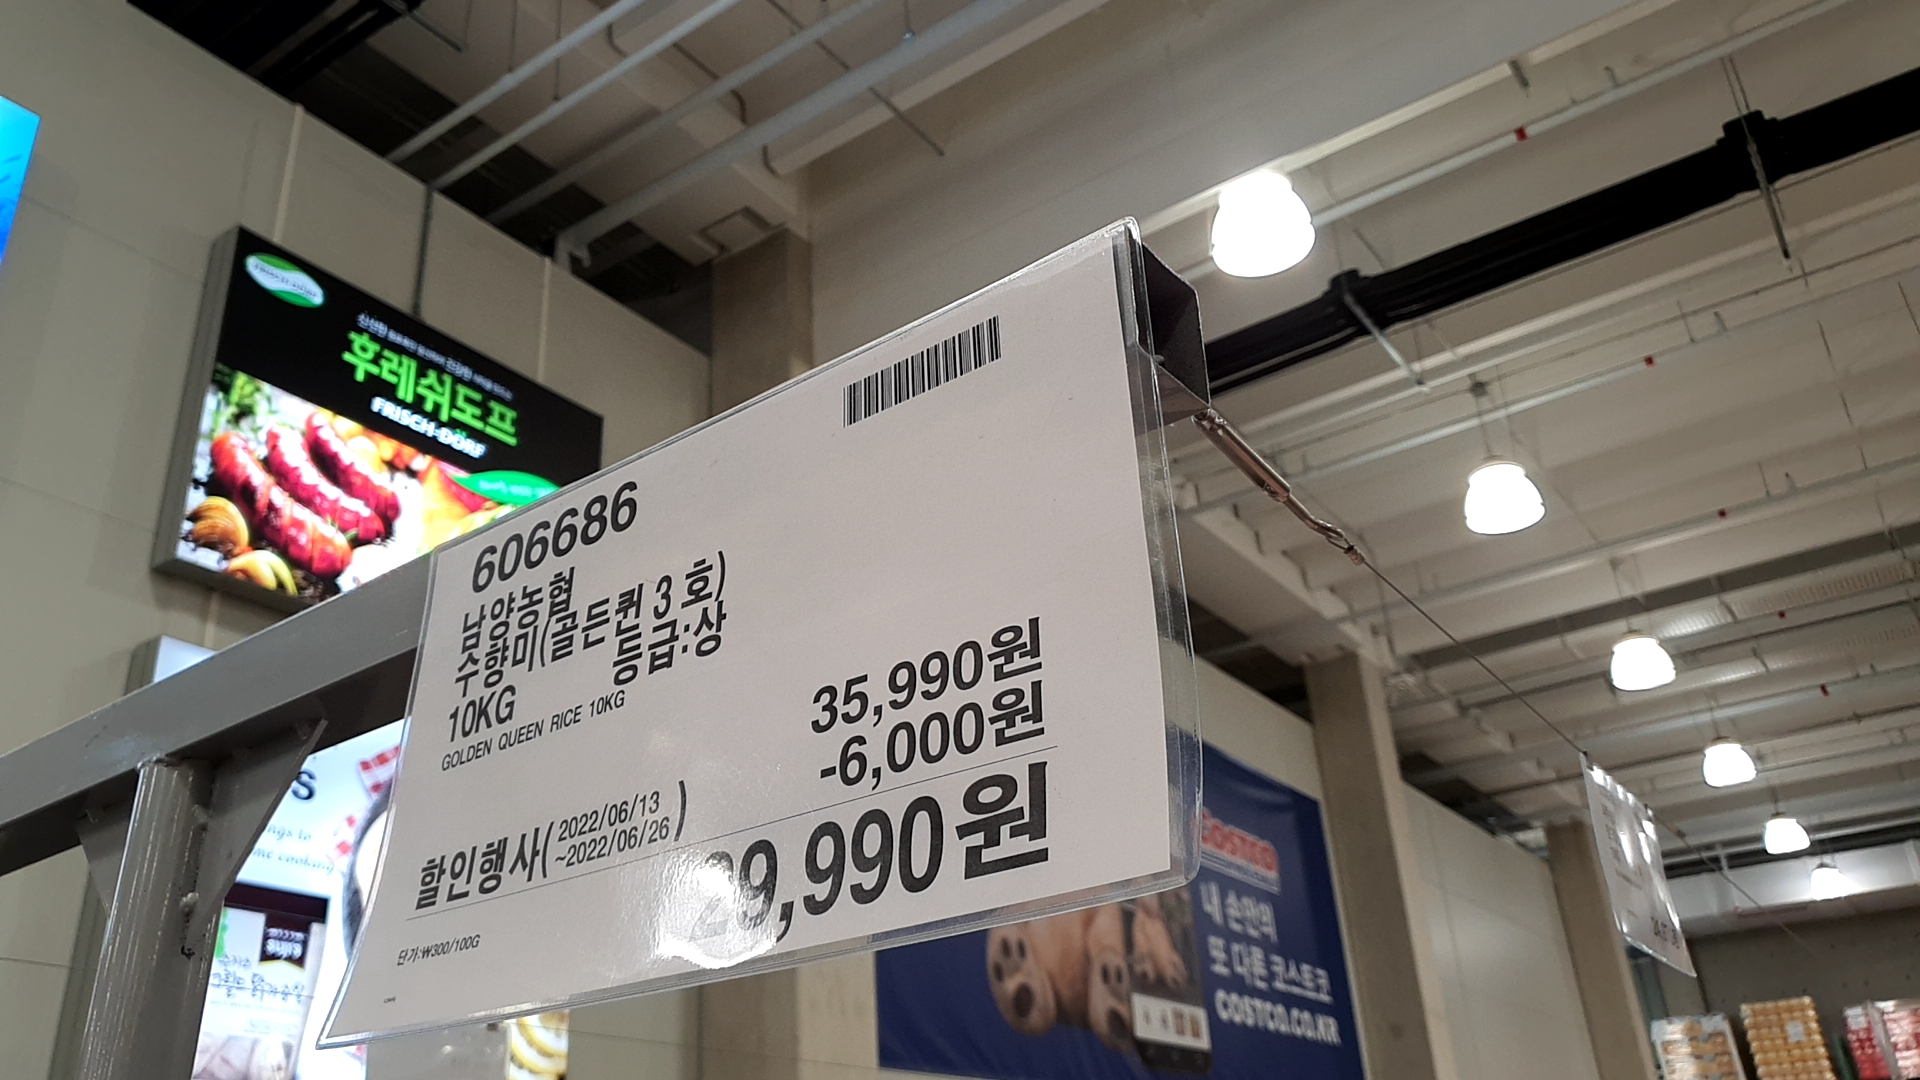 후레쉬도프
FRISCH-DORF
606686
남양농협
수향미(골든퀸 3 호)
등급:상
10KG
GOLDEN QUEEN RICE 10KG
35,990원
-6,000원
할인행사( 2022/06/13
~2022/06/26 )
29,990원
단가:₩300/100G
COSTCO
내 손안의
또 다른 코스트코
COSTCO.CO.KR